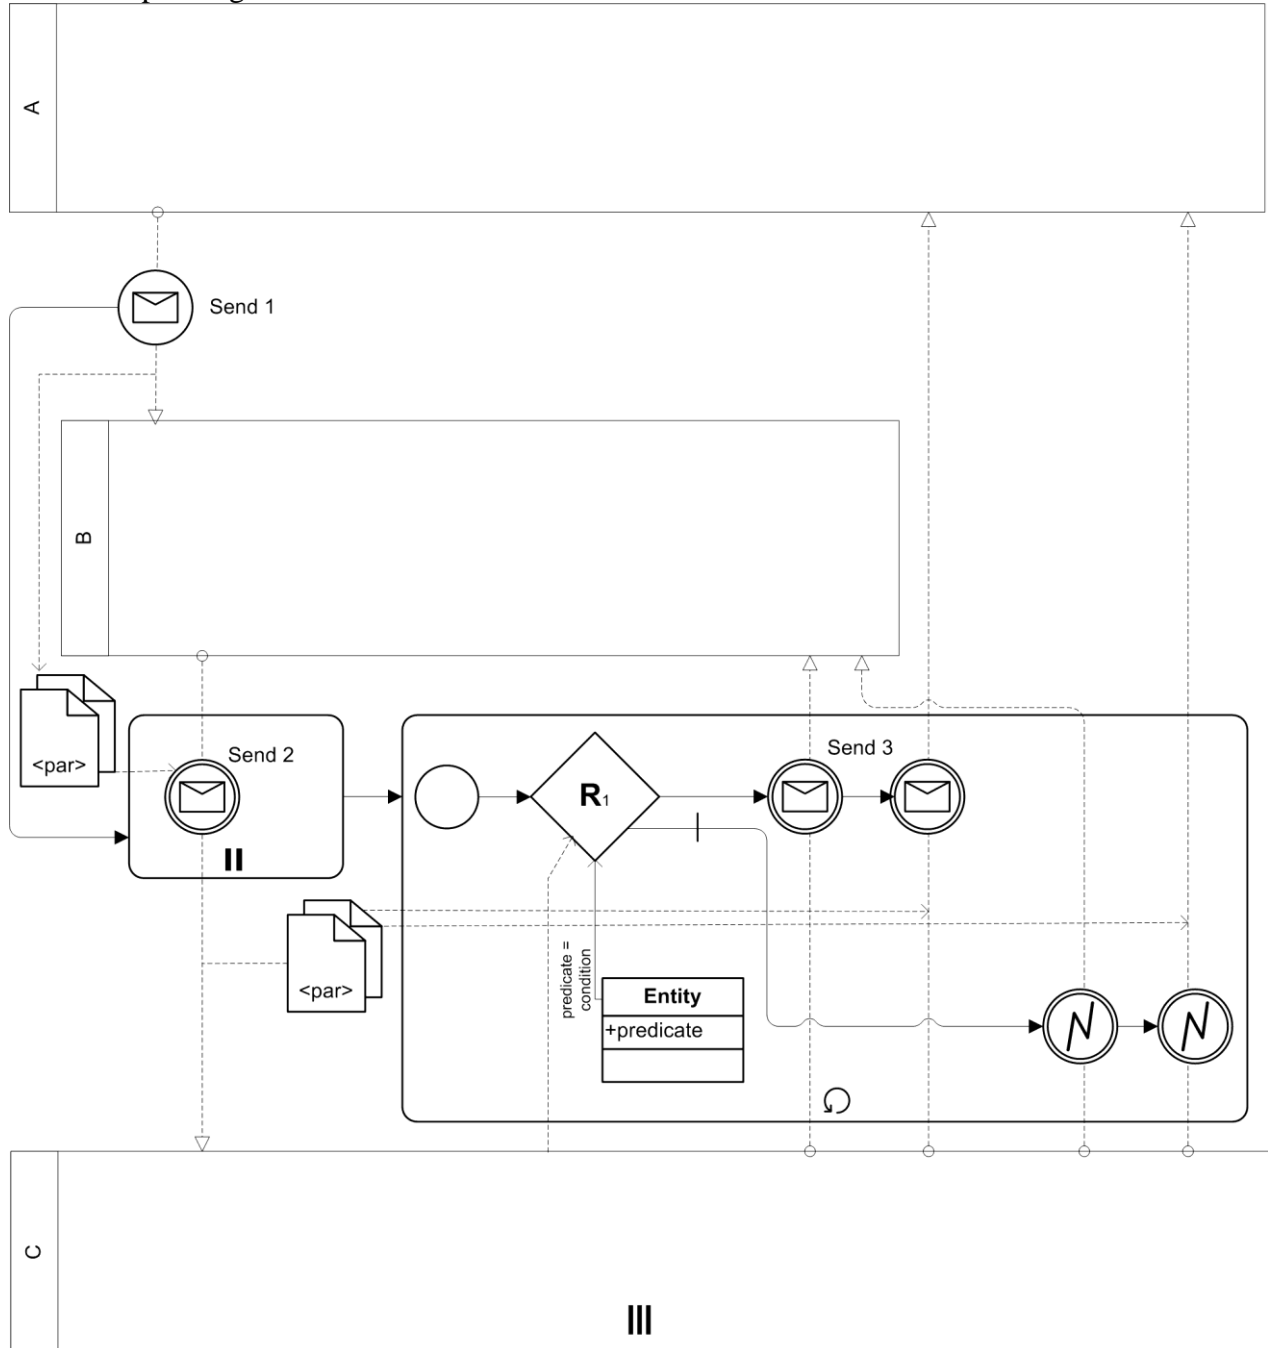 A
Send 1
B
Send 2
Send 3
<par>
R1
<par>
predicate =
condition
Entity
+predicate
C